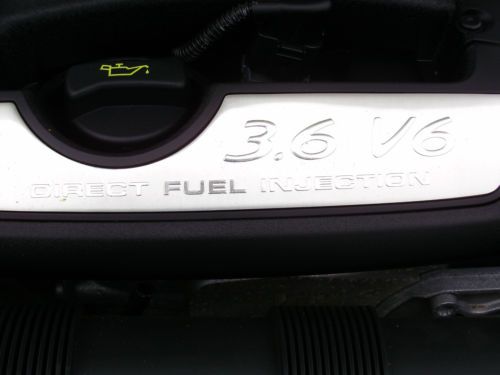 3.6 V6
DIRECT FUEL INJECTION